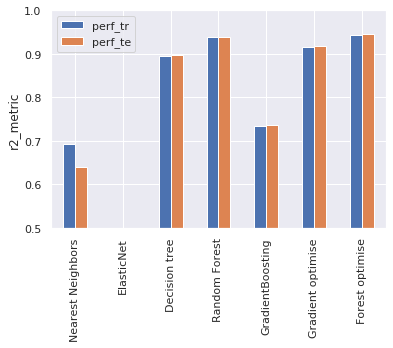 1.0
perf_tr
perf_te
0.9
0.8
r2_metric
0.7
0.6
0.5
Nearest Neighbors
ElasticNet
Decision tree
Random Forest
GradientBoosting
Gradient optimise
Forest optimise